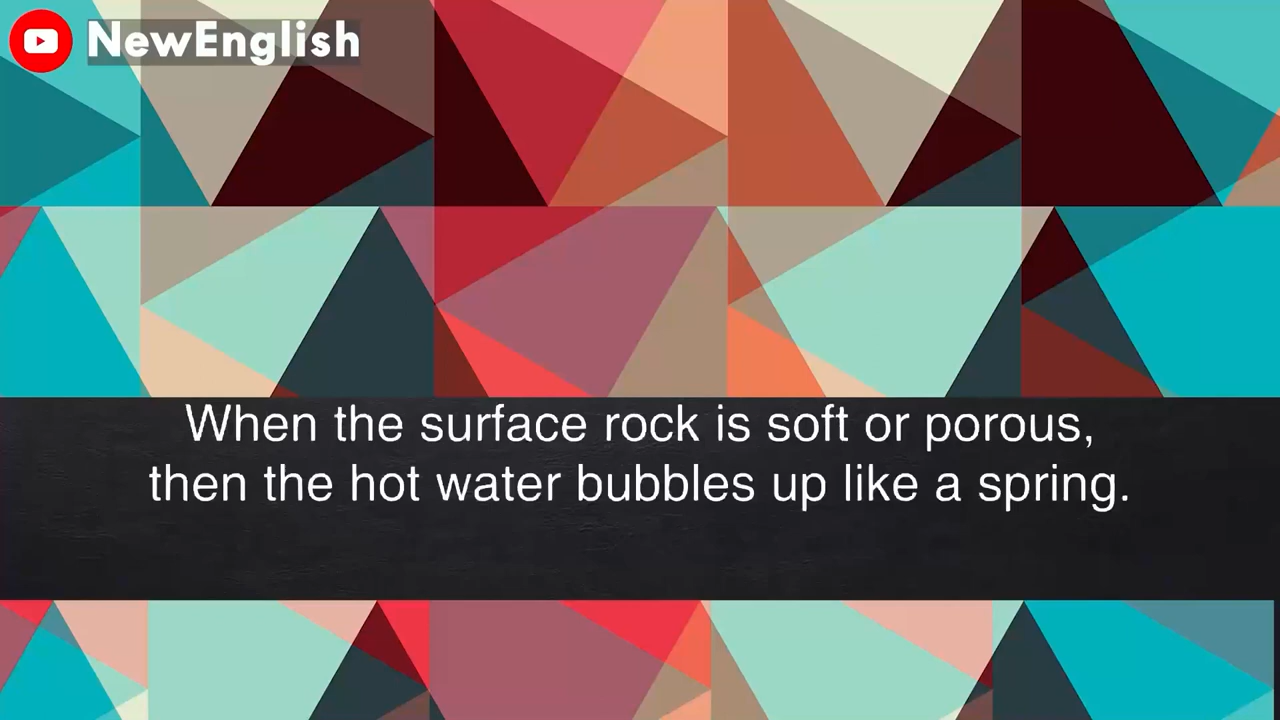 NewEnglish
When the surface rock is soft or porous,
then the hot water bubbles up like a spring.